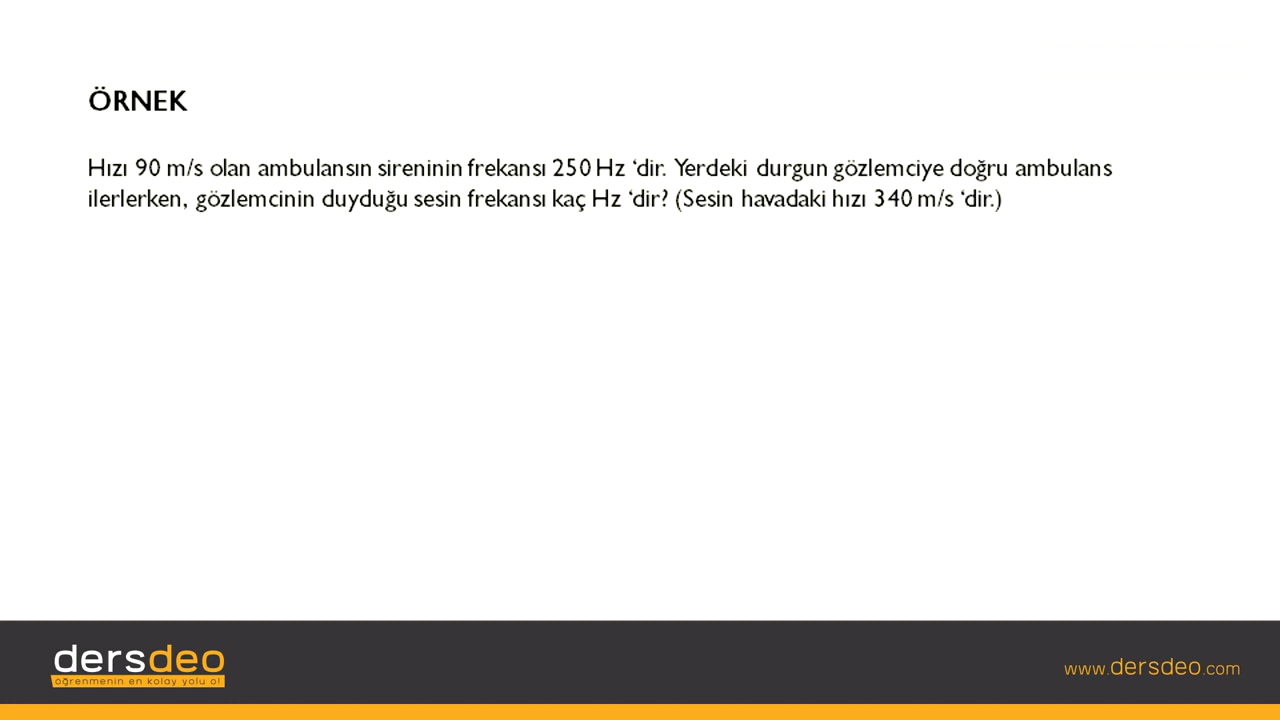 ÖRNEK
Hızı 90 m/s olan ambulansın sireninin frekansı 250 Hz ‘dir. Yerdeki durgun gözlemciye doğru ambulans
ilerlerken, gözlemcinin duyduğu sesin frekansı kaç Hz ‘dir? (Sesin havadaki hızı 340 m/s ‘dir.)
dersdeo
öğrenmenin en kolay yolu o!
www.dersdeo.com